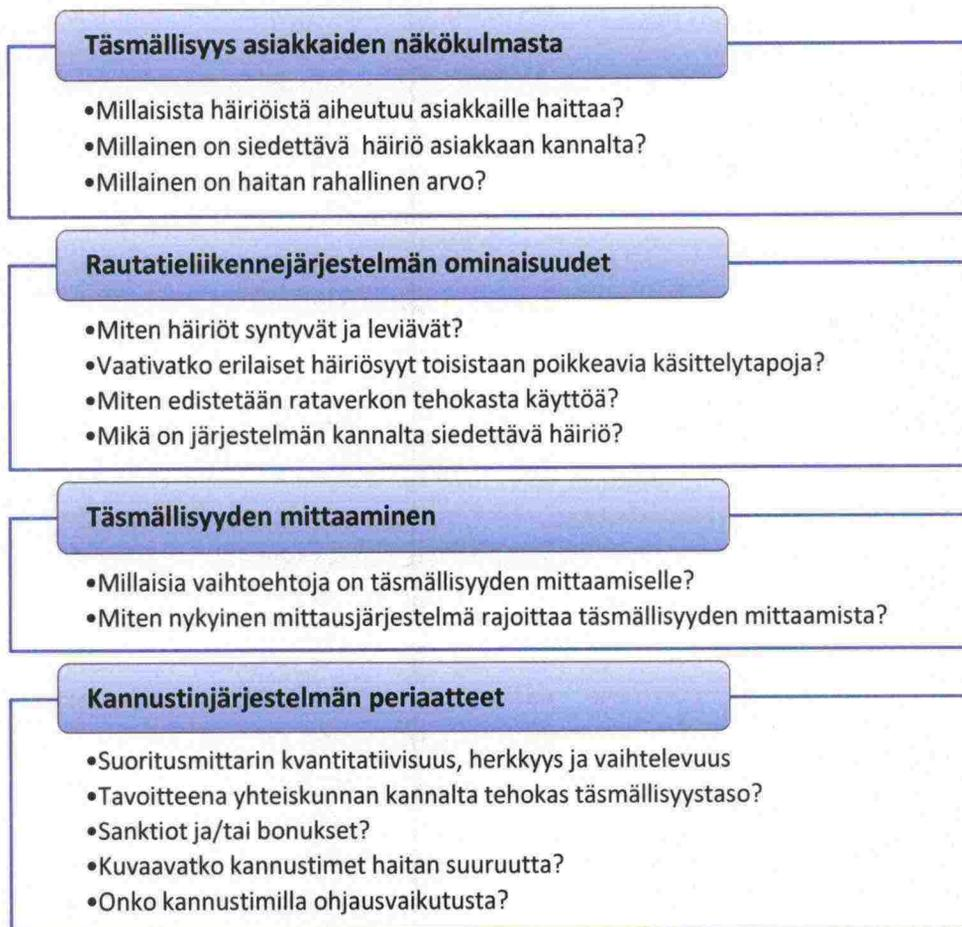 Täsmällisyys asiakkaiden näkökulmasta
•Millaisista häiriöistä aiheutuu asiakkaille haittaa?
•Millainen on siedettävä häiriö asiakkaan kannalta?
•Millainen on haitan rahallinen arvo?
Rautatieliikennejärjestelmän ominaisuudet
•Miten häiriöt syntyvät ja leviävät?
•Vaativatko erilaiset häiriösyyt toisistaan poikkeavia käsittelytapoja?
•Miten edistetään rataverkon tehokasta käyttöä?
•Mikä on järjestelmän kannalta siedettävä häiriö?
Täsmällisyyden mittaaminen
•Millaisia vaihtoehtoja on täsmällisyyden mittaamiselle?
•Miten nykyinen mittausjärjestelmä rajoittaa täsmällisyyden mittaamista?
Kannustinjärjestelmän periaatteet
•Suoritusmittarin kvantitatiivisuus, herkkyys ja vaihtelevuus
•Tavoitteena yhteiskunnan kannalta tehokas täsmällisyystaso?
•Sanktiot ja/tai bonukset?
•Kuvaavatko kannustimet haitan suuruutta?
•Onko kannustimilla ohjausvaikutusta?